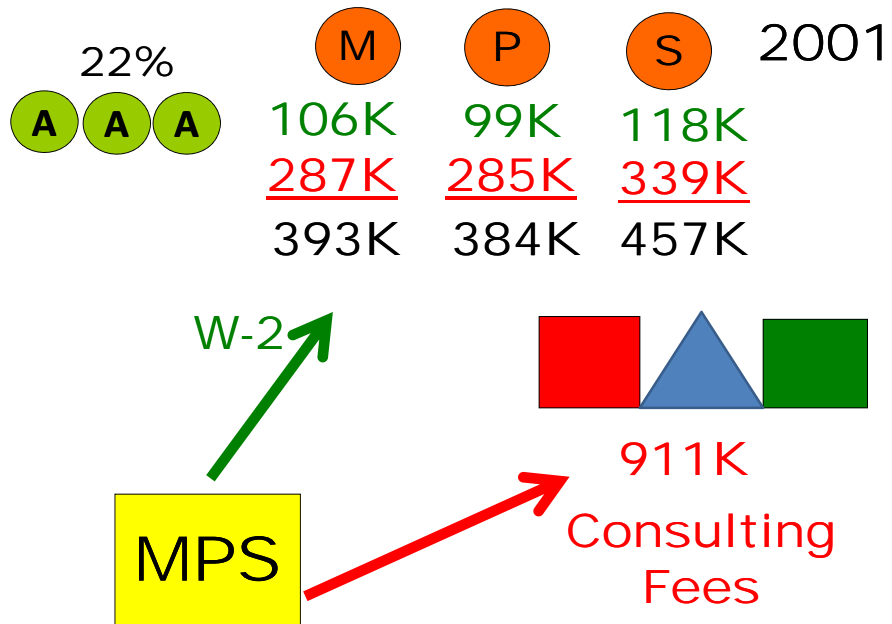 22%
A A A
M P S 2001
106K 99K 118K
287K 285K 339K
393K 384K 457K
W-2
911K
Consulting
Fees
MPS